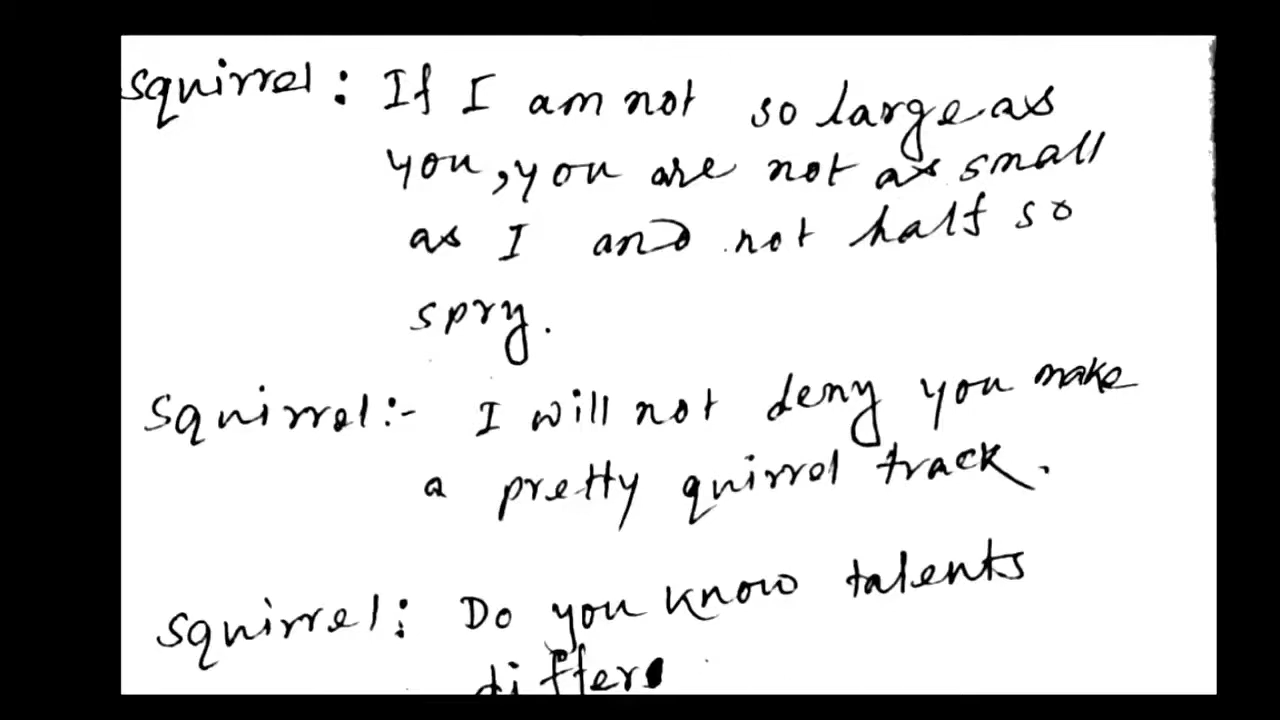 squirrel: If I am not so large as
you, you are not as small
as I and not half so
spry.
squirrel:- I will not deny you make
a pretty quirrel track.
squirrel: Do you know talents
differs